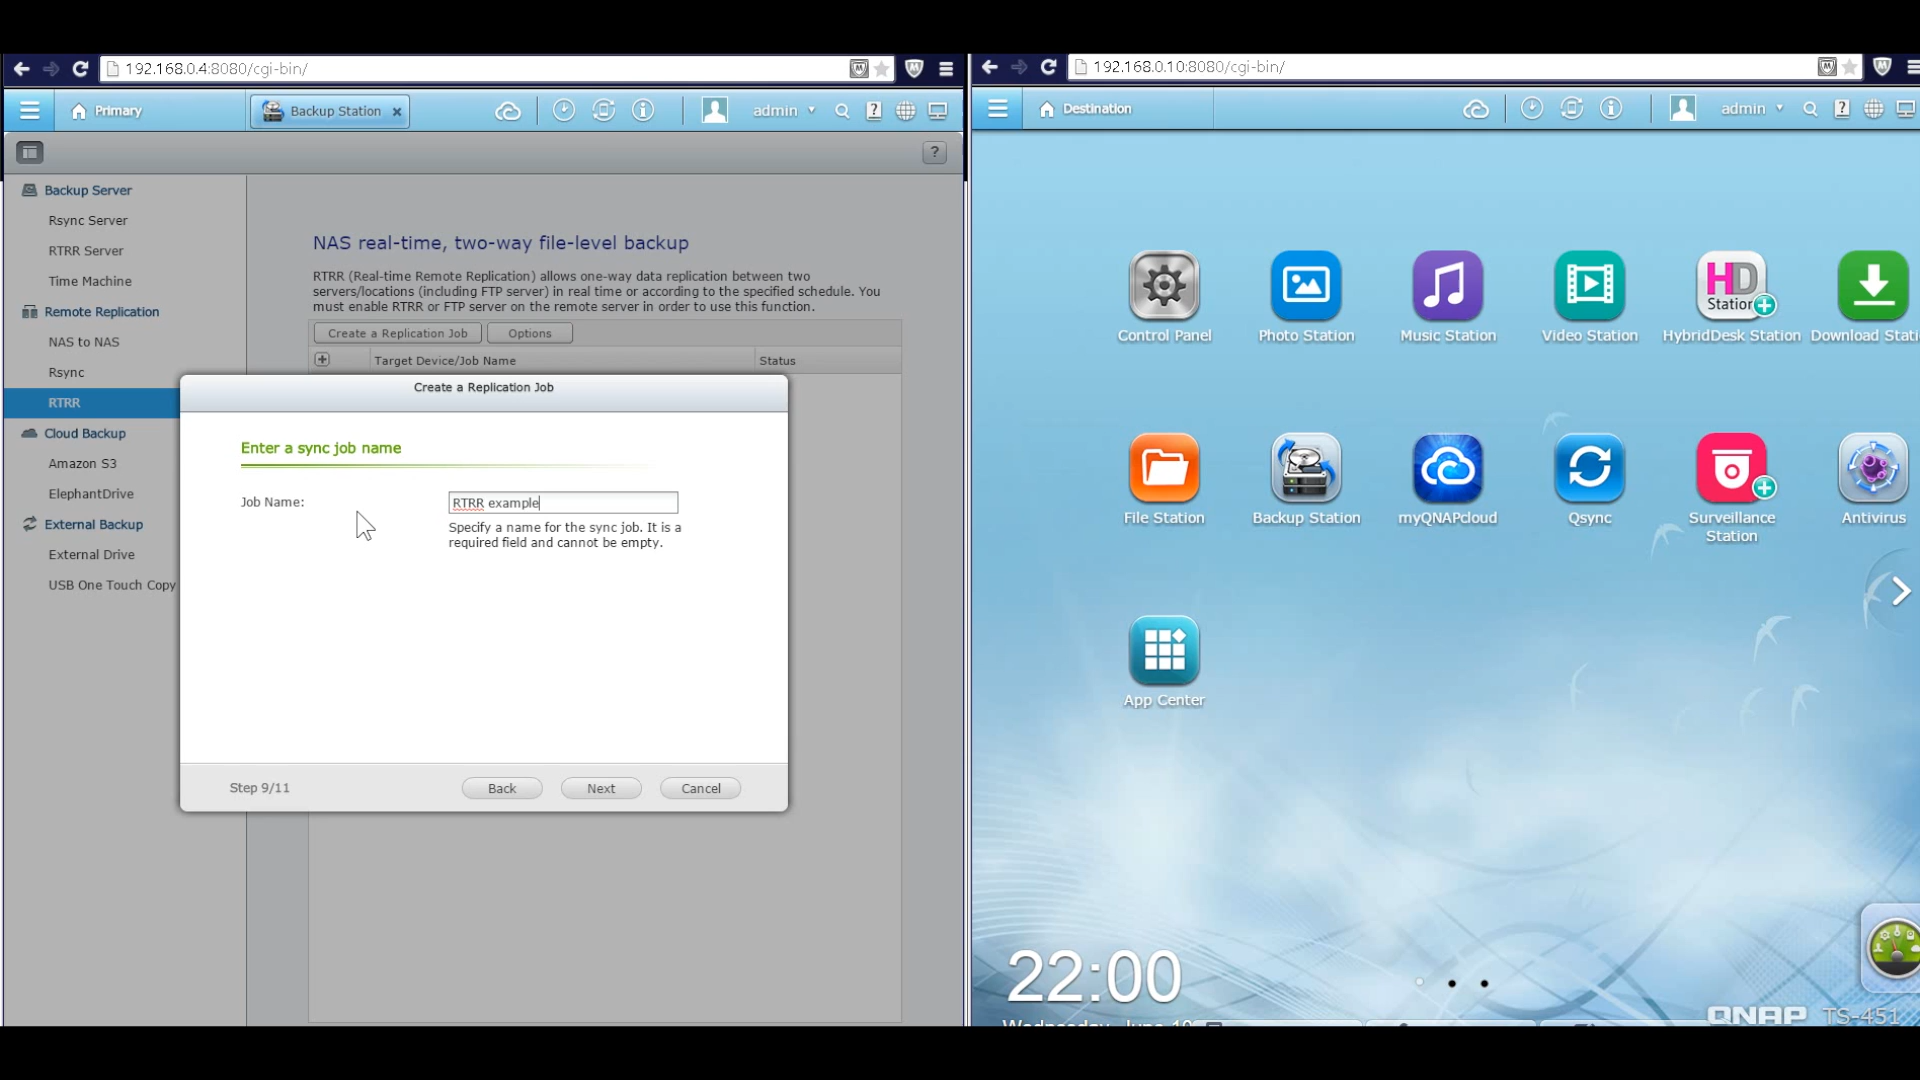 192.168.0.4:8080/cgi-bin/
Primary
Backup Station
admin
Backup Server
Rsync Server
RTRR Server
Time Machine
Remote Replication
NAS to NAS
Rsync
RTRR
Cloud Backup
Amazon S3
ElephantDrive
External Backup
External Drive
USB One Touch Copy
NAS real-time, two-way file-level backup
RTRR (Real-time Remote Replication) allows one-way data replication between two
servers/locations (including FTP server) in real time or according to the specified schedule. You
must enable RTRR or FTP server on the remote server in order to use this function.
Create a Replication Job
Options
Target Device/Job Name
Status
Create a Replication Job
Enter a sync job name
Job Name:
RTRR example
Specify a name for the sync job. It is a
required field and cannot be empty.
Step 9/11
Back
Next
Cancel
192.168.0.10:8080/cgi-bin/
Destination
admin
Control Panel
Photo Station
Music Station
Video Station
HD
Station
HybridDesk Station
Download Stati
File Station
Backup Station
myQNAPcloud
Qsync
Surveillance
Station
Antivirus
App Center
22:00
Wednesday, June 10
QNAP TS-451